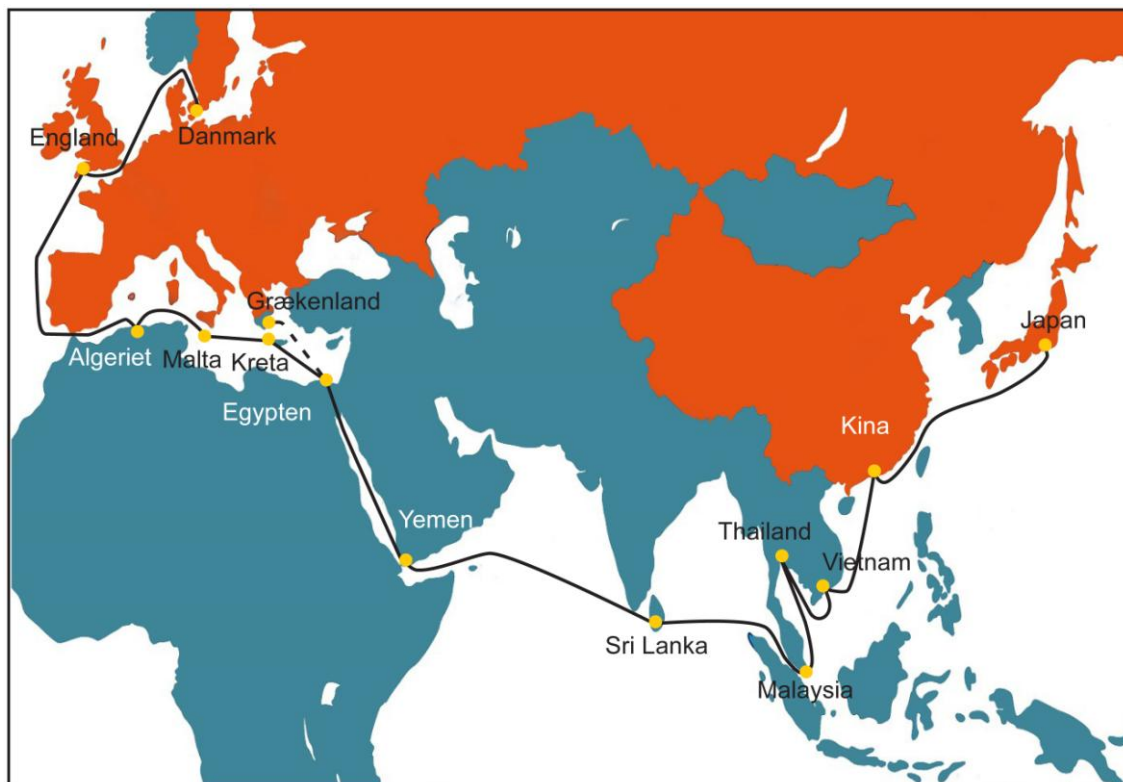 England
Danmark
Grækenland
Japan
Algeriet
Malta
Kreta
Egypten
Kina
Yemen
Thailand
Vietnam
Sri Lanka
Malaysia